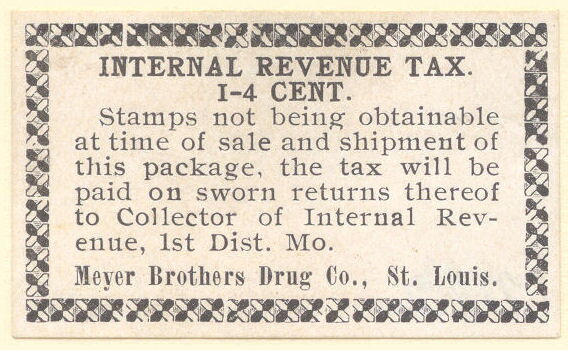 INTERNAL REVENUE TAX.
1-4 CENT.
Stamps not being obtainable
at time of sale and shipment of
this package, the tax will be
paid on sworn returns thereof
to Collector of Internal Rev-
enue, 1st Dist. Mo.
Meyer Brothers Drug Co., St. Louis.